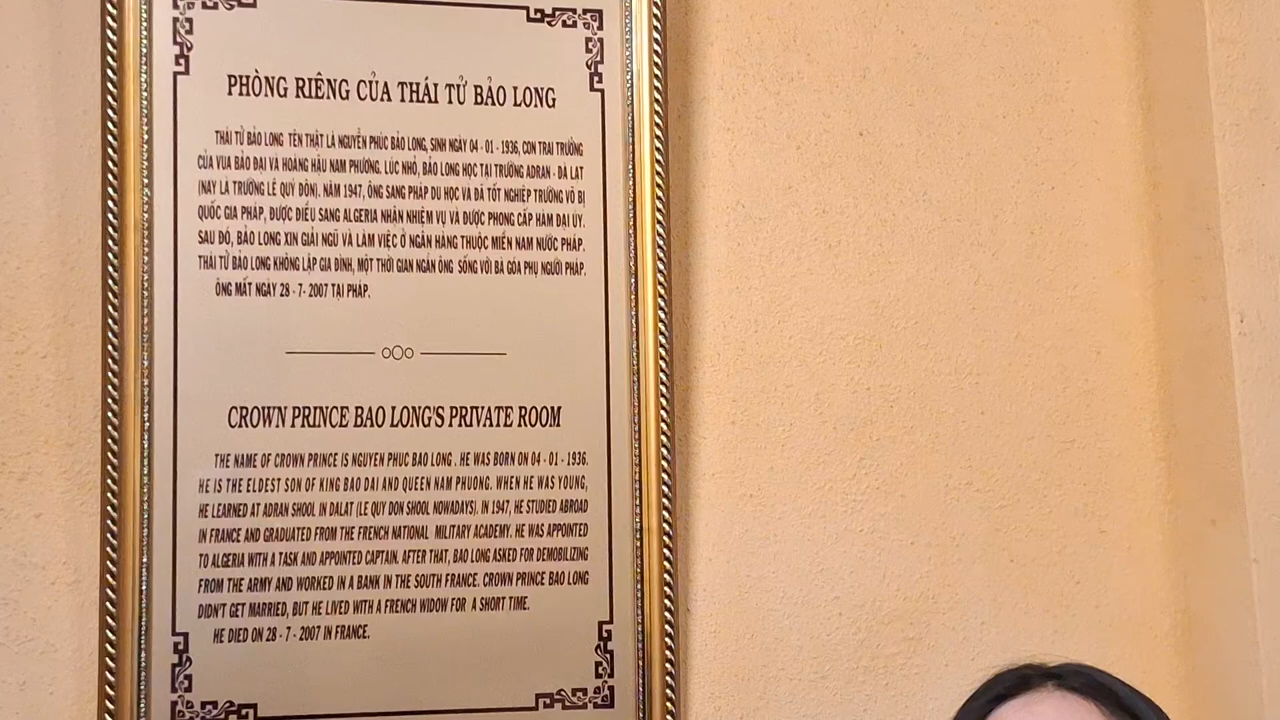 PHÒNG RIÊNG CỦA THÁI TỬ BẢO LONG
THÁI TỬ BẢO LONG TÊN THẬT LÀ NGUYỄN PHÚC BẢO LONG, SINH NGÀY 04 - 01 - 1936, CON TRAI TRƯỞNG
CỦA VUA BẢO ĐẠI VÀ HOÀNG HẬU NAM PHƯƠNG. LÚC NHỎ, BẢO LONG HỌC TẠI TRƯỜNG ADRAN - ĐÀ LẠT
(NAY LÀ TRƯỜNG LÊ QUÝ ĐÔN). NĂM 1947, ÔNG SANG PHÁP DU HỌC VÀ ĐÃ TỐT NGHIỆP TRƯỜNG VÕ BỊ
QUỐC GIA PHÁP, ĐƯỢC ĐIỀU SANG ALGERIA NHẬN NHIỆM VỤ VÀ ĐƯỢC PHONG CẤP HÀM ĐẠI ÚY.
SAU ĐÓ, BẢO LONG XIN GIẢI NGŨ VÀ LÀM VIỆC Ở NGÂN HÀNG THUỘC MIỀN NAM NƯỚC PHÁP.
THÁI TỬ BẢO LONG KHÔNG LẬP GIA ĐÌNH, MỘT THỜI GIAN NGẮN ÔNG SỐNG VỚI BÀ GÓA PHỤ NGƯỜI PHÁP.
ÔNG MẤT NGÀY 28 - 7 - 2007 TẠI PHÁP.
CROWN PRINCE BAO LONG'S PRIVATE ROOM
THE NAME OF CROWN PRINCE IS NGUYEN PHUC BAO LONG . HE WAS BORN ON 04 - 01 - 1936.
HE IS THE ELDEST SON OF KING BAO DAI AND QUEEN NAM PHUONG. WHEN HE WAS YOUNG,
HE LEARNED AT ADRAN SHOOL IN DALAT (LE QUY DON SHOOL NOWADAYS). IN 1947, HE STUDIED ABROAD
IN FRANCE AND GRADUATED FROM THE FRENCH NATIONAL MILITARY ACADEMY. HE WAS APPOINTED
TO ALGERIA WITH A TASK AND APPOINTED CAPTAIN. AFTER THAT, BAO LONG ASKED FOR DEMOBILIZING
FROM THE ARMY AND WORKED IN A BANK IN THE SOUTH FRANCE. CROWN PRINCE BAO LONG
DIDN'T GET MARRIED, BUT HE LIVED WITH A FRENCH WIDOW FOR A SHORT TIME.
HE DIED ON 28 - 7 - 2007 IN FRANCE.